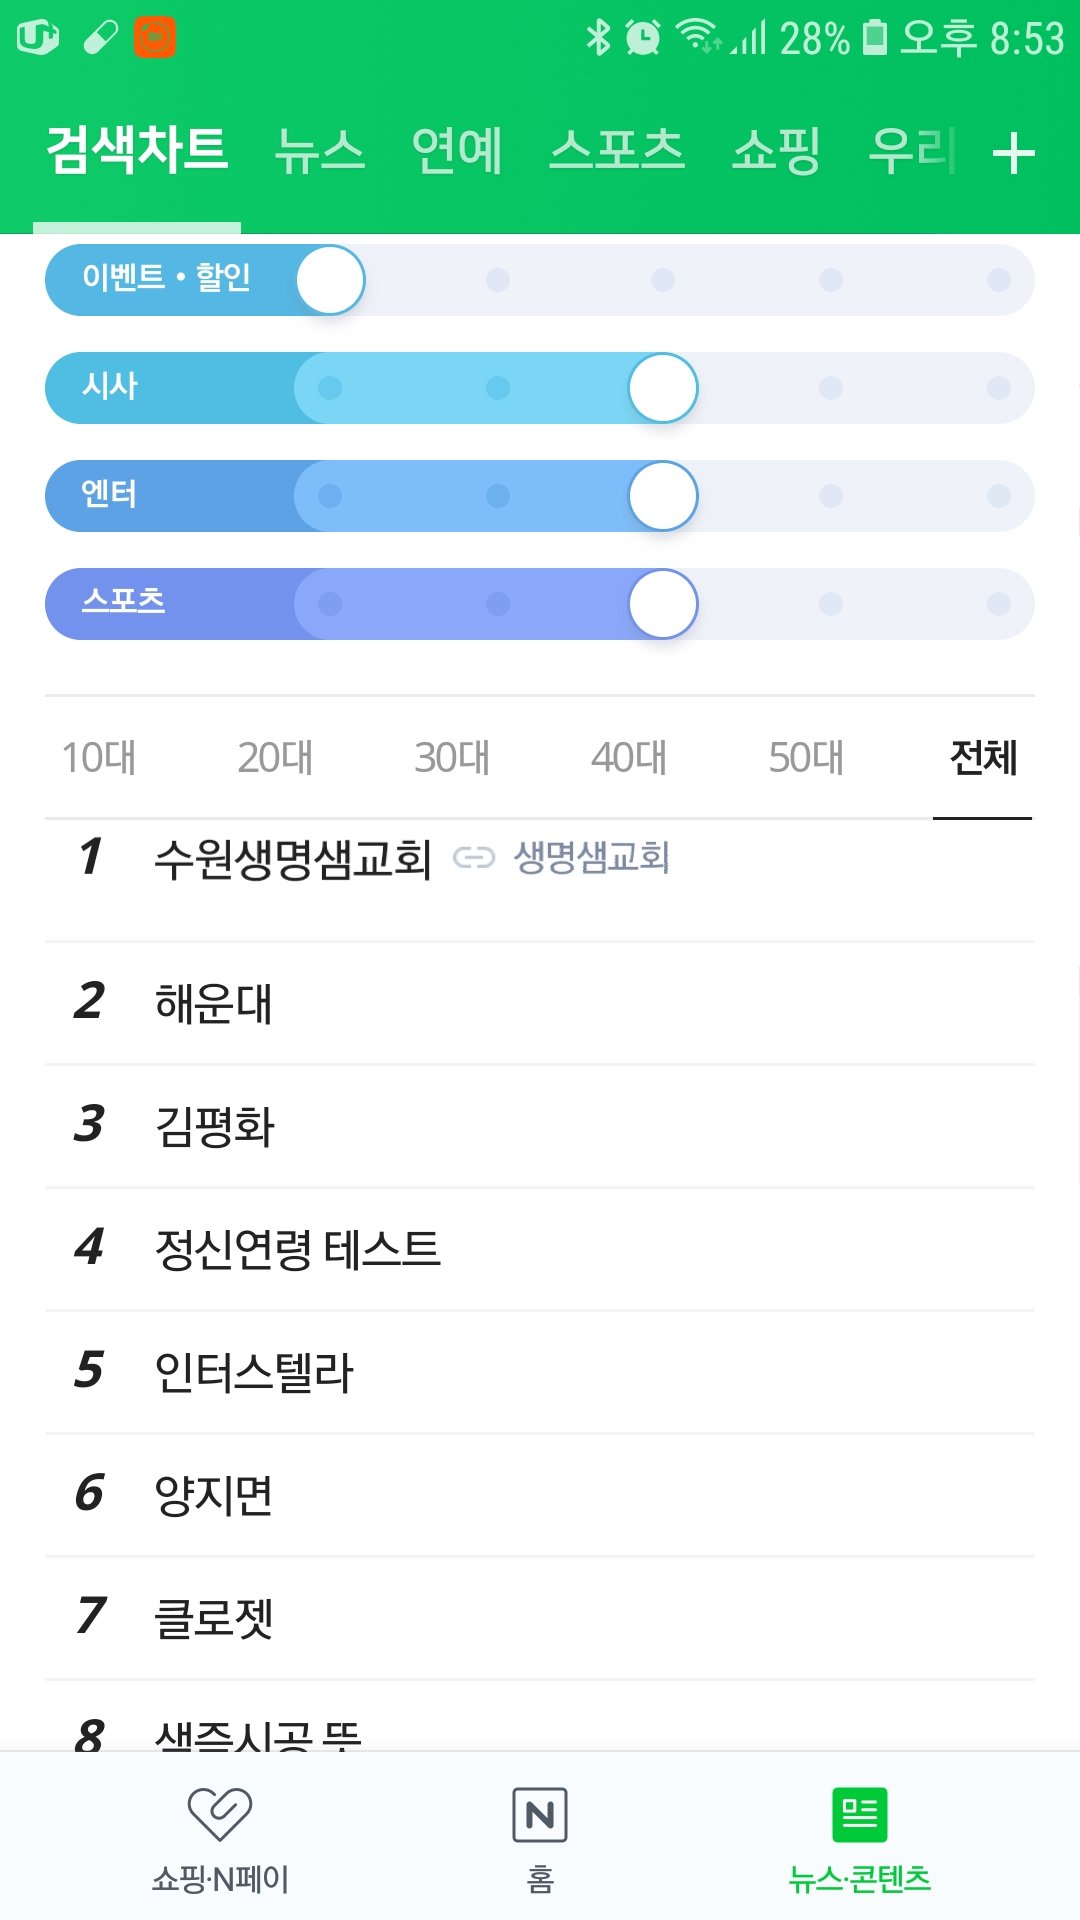 28% 오후 8:53
검색차트 뉴스 연예 스포츠 쇼핑 우리
이벤트 • 할인
시사
엔터
스포츠
10대 20대 30대 40대 50대 전체
1 수원생명샘교회 생명샘교회
2 해운대
3 김평화
4 정신연령 테스트
5 인터스텔라
6 양지면
7 클로젯
8 색즉시공 뜻
쇼핑·N페이 홈 뉴스·콘텐츠